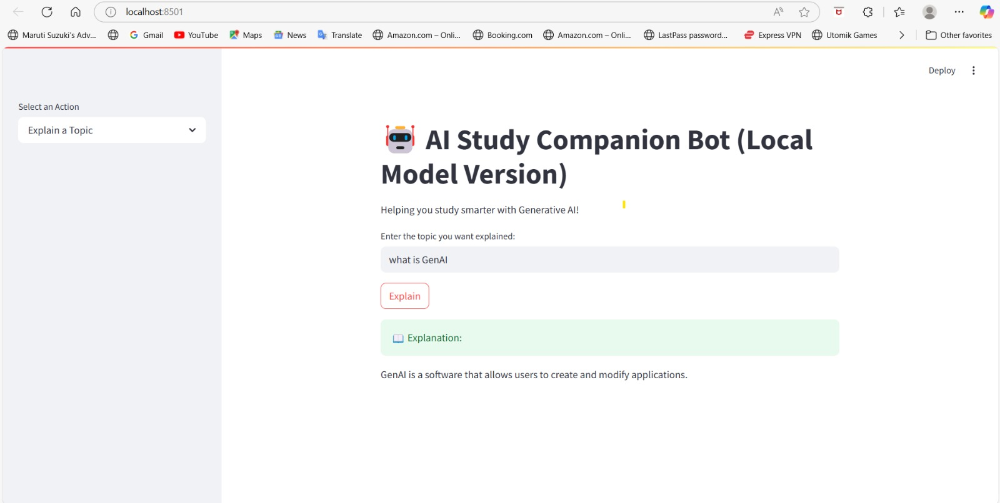 localhost:8501
Maruti Suzuki's Adv... Gmail YouTube Maps News Translate Amazon.com – Onli... Booking.com Amazon.com – Onli... LastPass password... Express VPN Utomik Games Other favorites
Deploy
Select an Action
Explain a Topic
AI Study Companion Bot (Local
Model Version)
Helping you study smarter with Generative AI!
Enter the topic you want explained:
what is GenAI
Explain
Explanation:
GenAI is a software that allows users to create and modify applications.